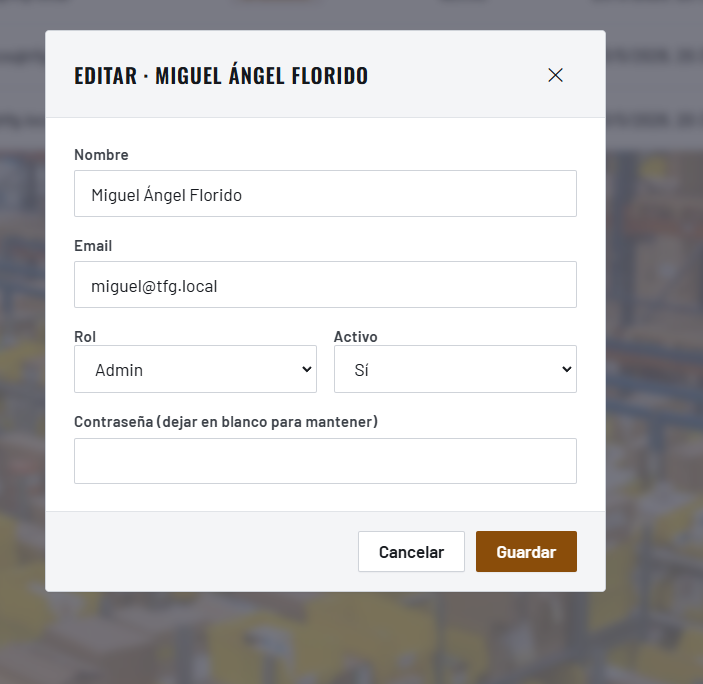 EDITAR · MIGUEL ÁNGEL FLORIDO
Nombre
Miguel Ángel Florido
Email
miguel@tfg.local
Rol
Activo
Admin
Sí
Contraseña (dejar en blanco para mantener)
Cancelar
Guardar